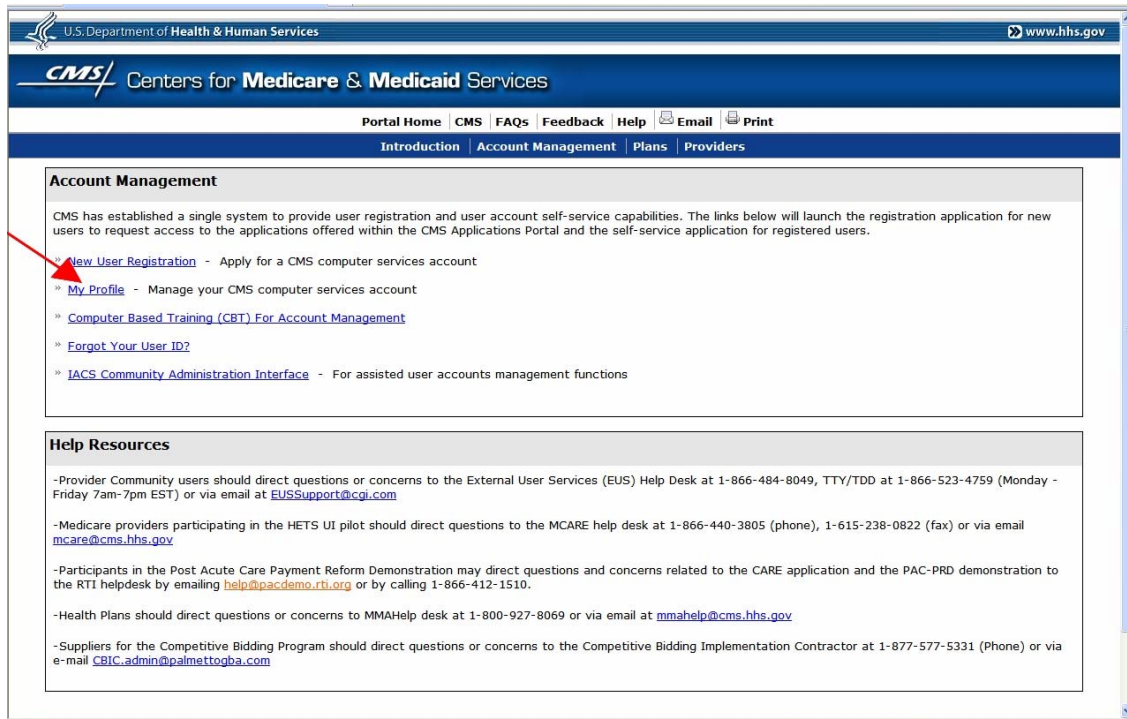 U.S. Department of Health & Human Services
www.hhs.gov
CMS/ Centers for Medicare & Medicaid Services
Portal Home | CMS | FAQs | Feedback | Help | Email | Print
Introduction | Account Management | Plans | Providers
Account Management
CMS has established a single system to provide user registration and user account self-service capabilities. The links below will launch the registration application for new
users to request access to the applications offered within the CMS Applications Portal and the self-service application for registered users.
» New User Registration - Apply for a CMS computer services account
» My Profile - Manage your CMS computer services account
» Computer Based Training (CBT) For Account Management
» Forgot Your User ID?
» IACS Community Administration Interface - For assisted user accounts management functions
Help Resources
-Provider Community users should direct questions or concerns to the External User Services (EUS) Help Desk at 1-866-484-8049, TTY/TDD at 1-866-523-4759 (Monday -
Friday 7am-7pm EST) or via email at EUSSupport@cgi.com
-Medicare providers participating in the HETS UI pilot should direct questions to the MCARE help desk at 1-866-440-3805 (phone), 1-615-238-0822 (fax) or via email
mcare@cms.hhs.gov
-Participants in the Post Acute Care Payment Reform Demonstration may direct questions and concerns related to the CARE application and the PAC-PRD demonstration to
the RTI helpdesk by emailing help@pacdemo.rti.org or by calling 1-866-412-1510.
-Health Plans should direct questions or concerns to MMAHelp desk at 1-800-927-8069 or via email at mmahelp@cms.hhs.gov
-Suppliers for the Competitive Bidding Program should direct questions or concerns to the Competitive Bidding Implementation Contractor at 1-877-577-5331 (Phone) or via
e-mail CBIC.admin@palmettogba.com